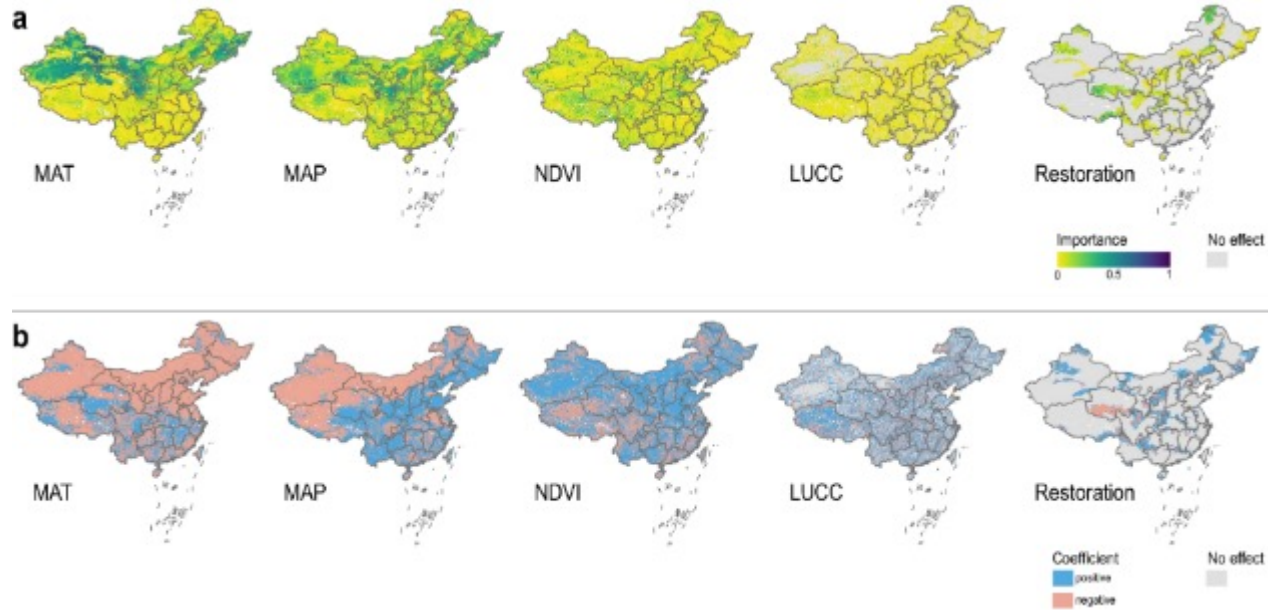 a
MAT
MAP
NDVI
LUCC
Restoration
Importance
No effect
0
0.5
1
b
MAT
MAP
NDVI
LUCC
Restoration
Coefficient
No effect
positive
negative